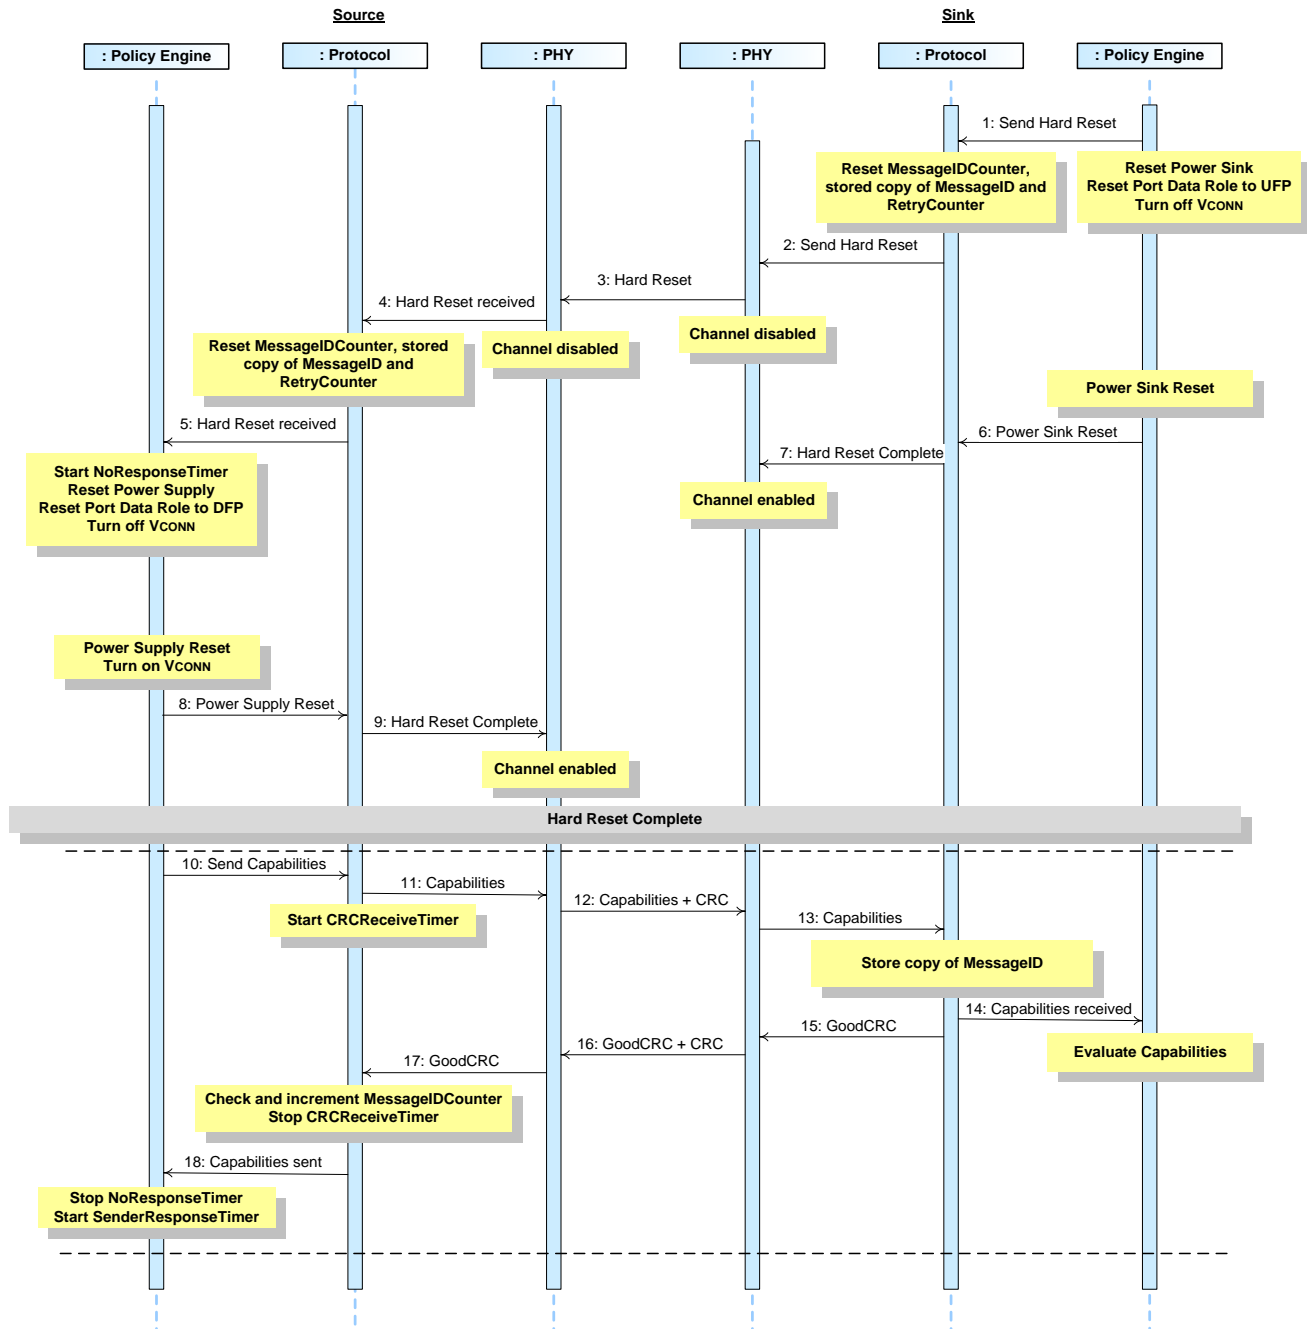 Source
Sink
: Policy Engine
: Protocol
: PHY
: PHY
: Protocol
: Policy Engine
1: Send Hard Reset
Reset MessageIDCounter,
stored copy of MessageID and
RetryCounter
Reset Power Sink
Reset Port Data Role to UFP
Turn off VCONN
2: Send Hard Reset
3: Hard Reset
4: Hard Reset received
Channel disabled
Reset MessageIDCounter, stored
copy of MessageID and
RetryCounter
Channel disabled
Power Sink Reset
5: Hard Reset received
6: Power Sink Reset
7: Hard Reset Complete
Start NoResponseTimer
Reset Power Supply
Reset Port Data Role to DFP
Turn off VCONN
Channel enabled
Power Supply Reset
Turn on VCONN
8: Power Supply Reset
9: Hard Reset Complete
Channel enabled
Hard Reset Complete
10: Send Capabilities
11: Capabilities
12: Capabilities + CRC
Start CRCReceiveTimer
13: Capabilities
Store copy of MessageID
14: Capabilities received
15: GoodCRC
16: GoodCRC + CRC
17: GoodCRC
Evaluate Capabilities
Check and increment MessageIDCounter
Stop CRCReceiveTimer
18: Capabilities sent
Stop NoResponseTimer
Start SenderResponseTimer